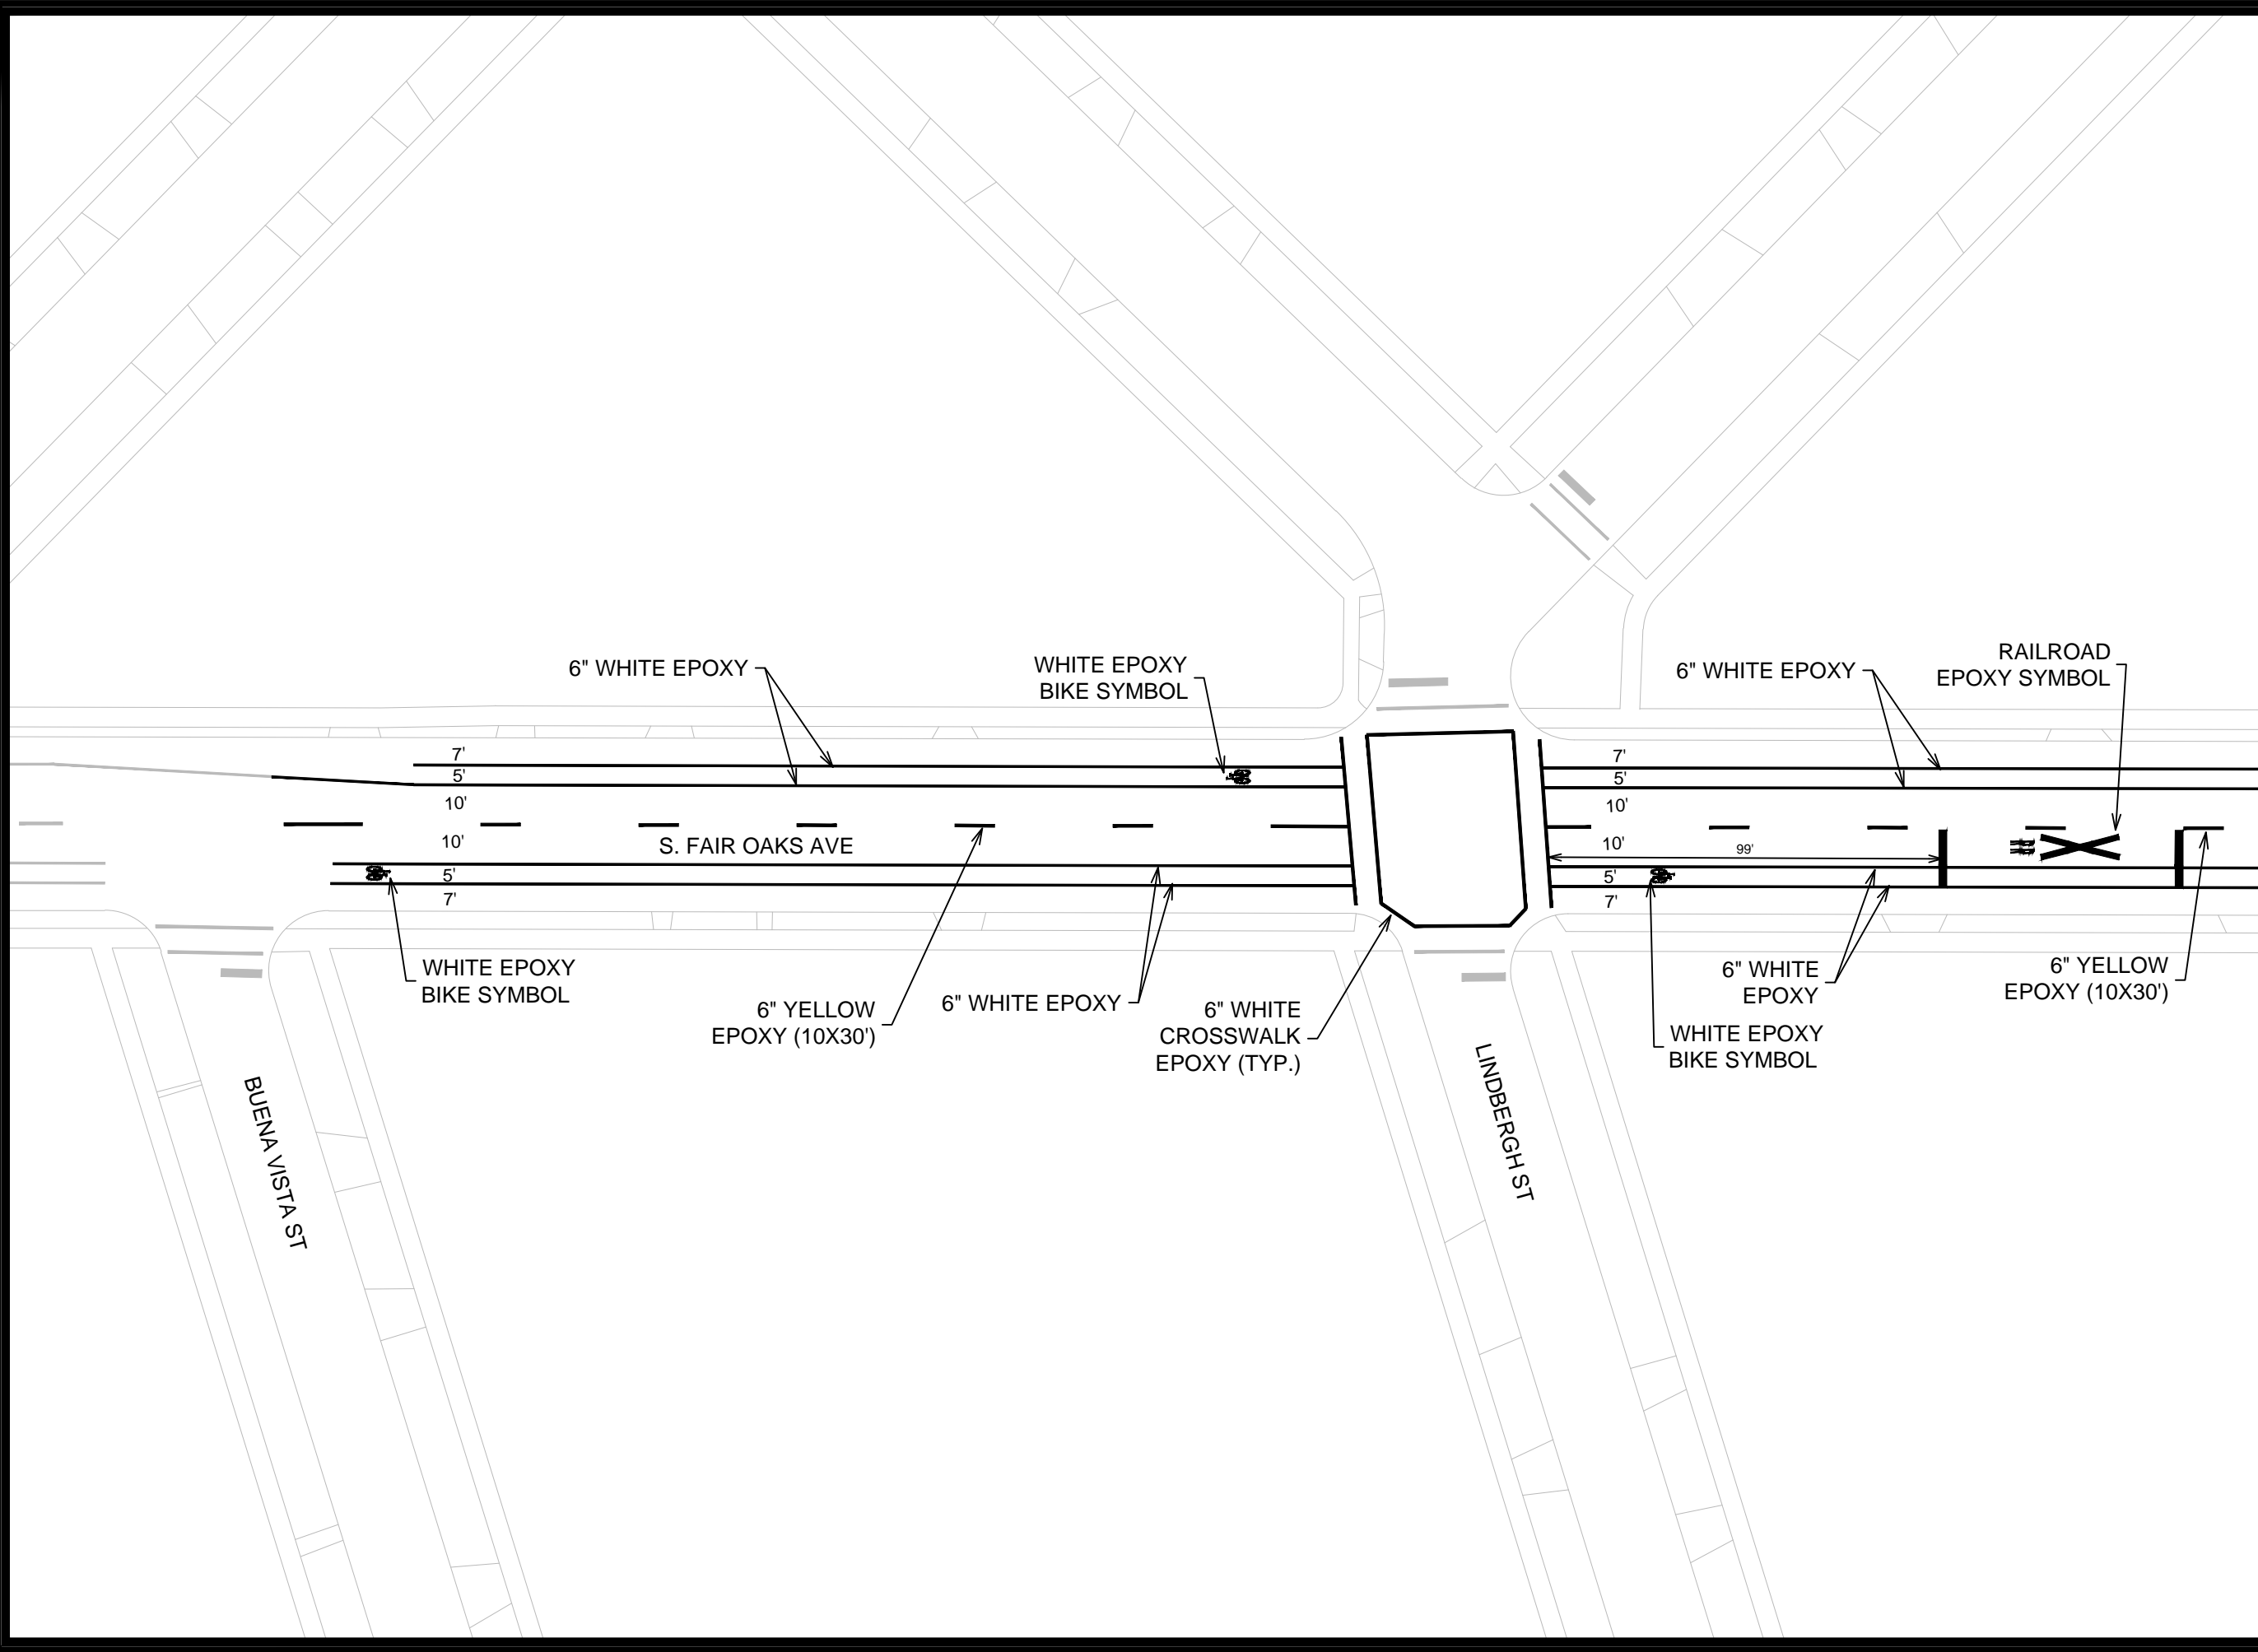 6" WHITE EPOXY
WHITE EPOXY
BIKE SYMBOL
6" WHITE EPOXY
RAILROAD
EPOXY SYMBOL
7'
5'
10'
10'
5'
7'
S. FAIR OAKS AVE
7'
5'
10'
10'
99'
5'
7'
WHITE EPOXY
BIKE SYMBOL
6" YELLOW
EPOXY (10X30')
6" WHITE EPOXY
6" WHITE
CROSSWALK
EPOXY (TYP.)
6" WHITE
EPOXY
WHITE EPOXY
BIKE SYMBOL
6" YELLOW
EPOXY (10X30')
BUENA VISTA ST
LINDBERGH ST